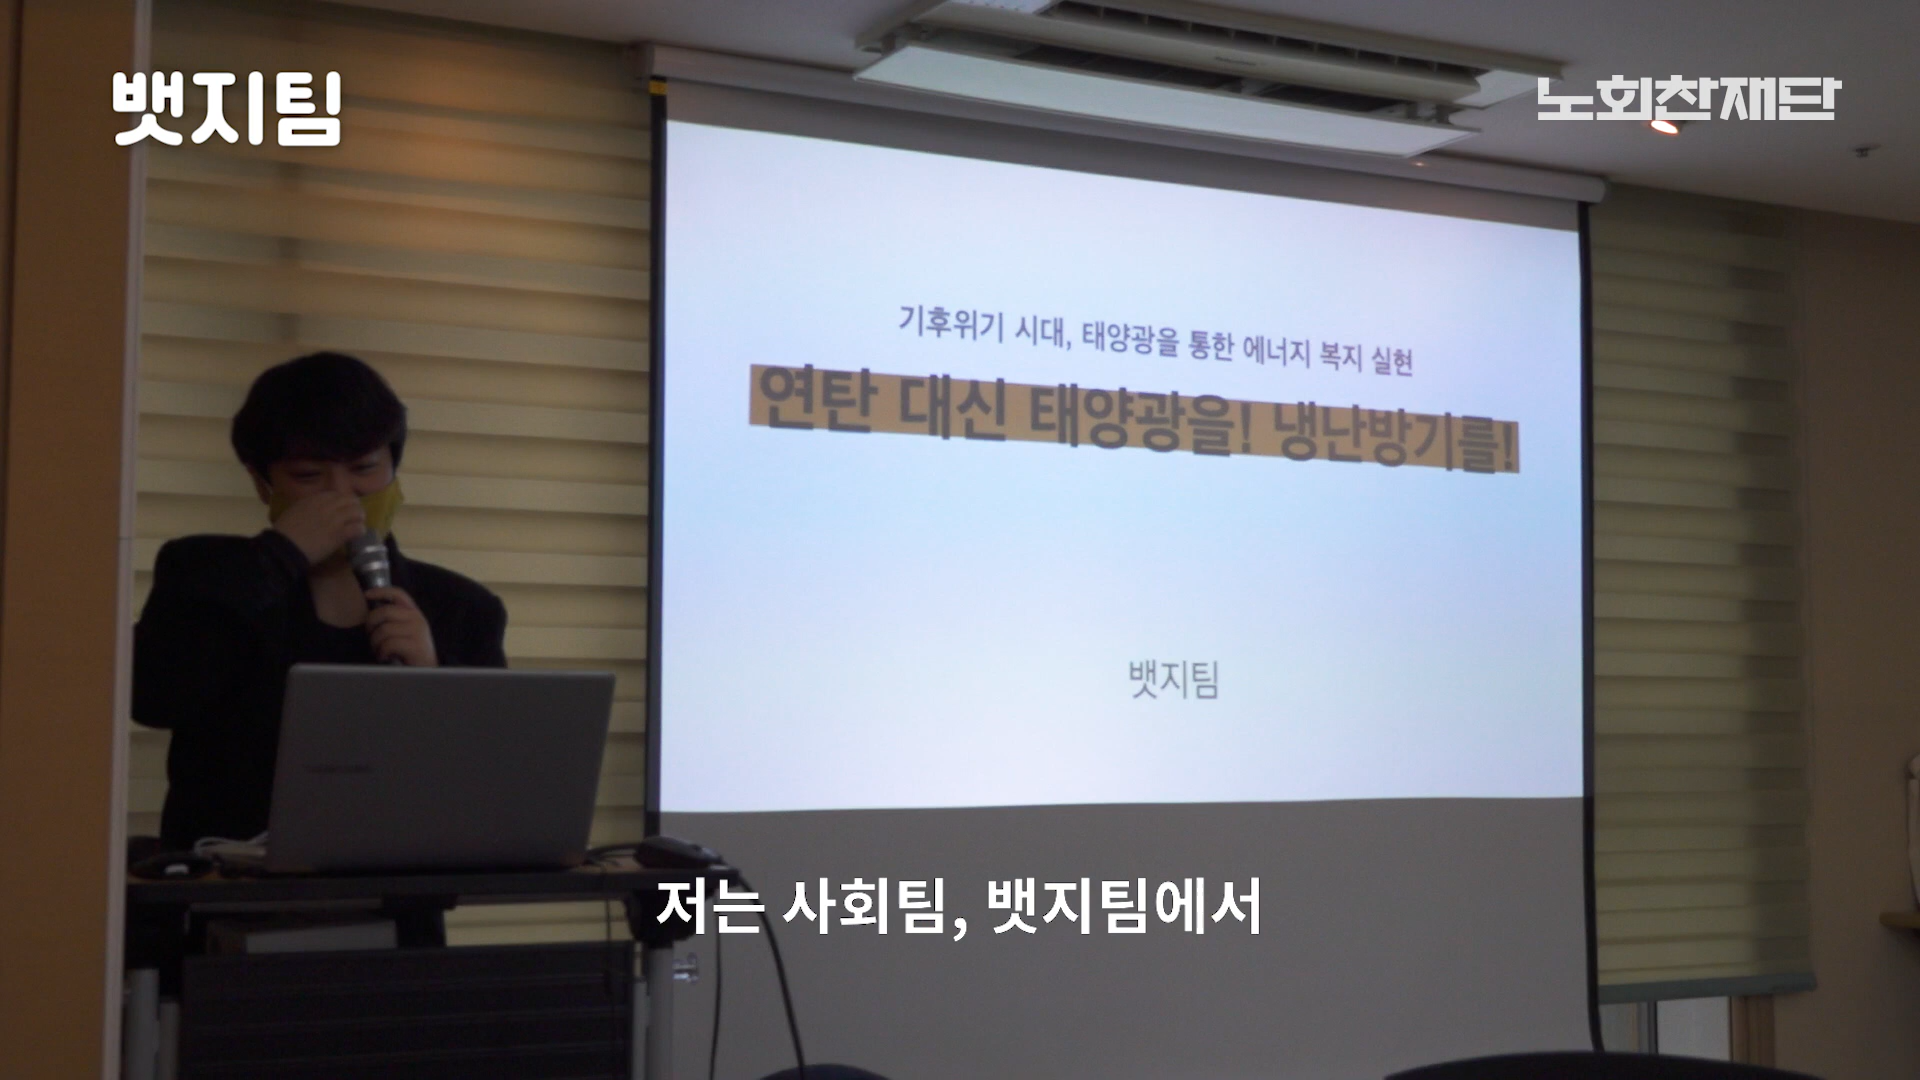 뱃지팀
노회찬재단
기후위기 시대, 태양광을 통한 에너지 복지 실현
연탄 대신 태양광을! 냉난방기를!
뱃지팀
저는 사회팀, 뱃지팀에서